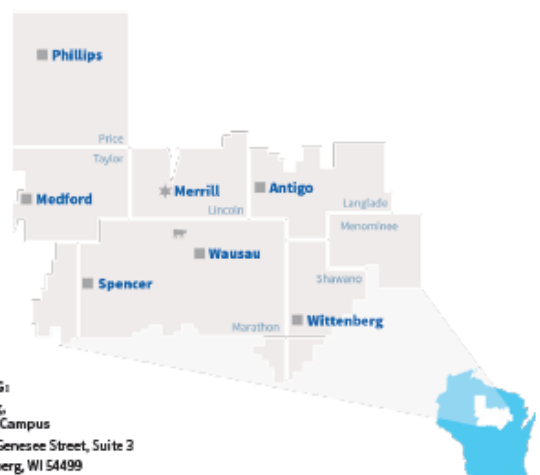 Phillips
Price
Taylor
Medford
Merrill
Lincoln
Antigo
Langlade
Menominee
Wausau
Spencer
Shawano
Marathon
Wittenberg
G:
Campus
Genesee Street, Suite 3
erg, WI 54499